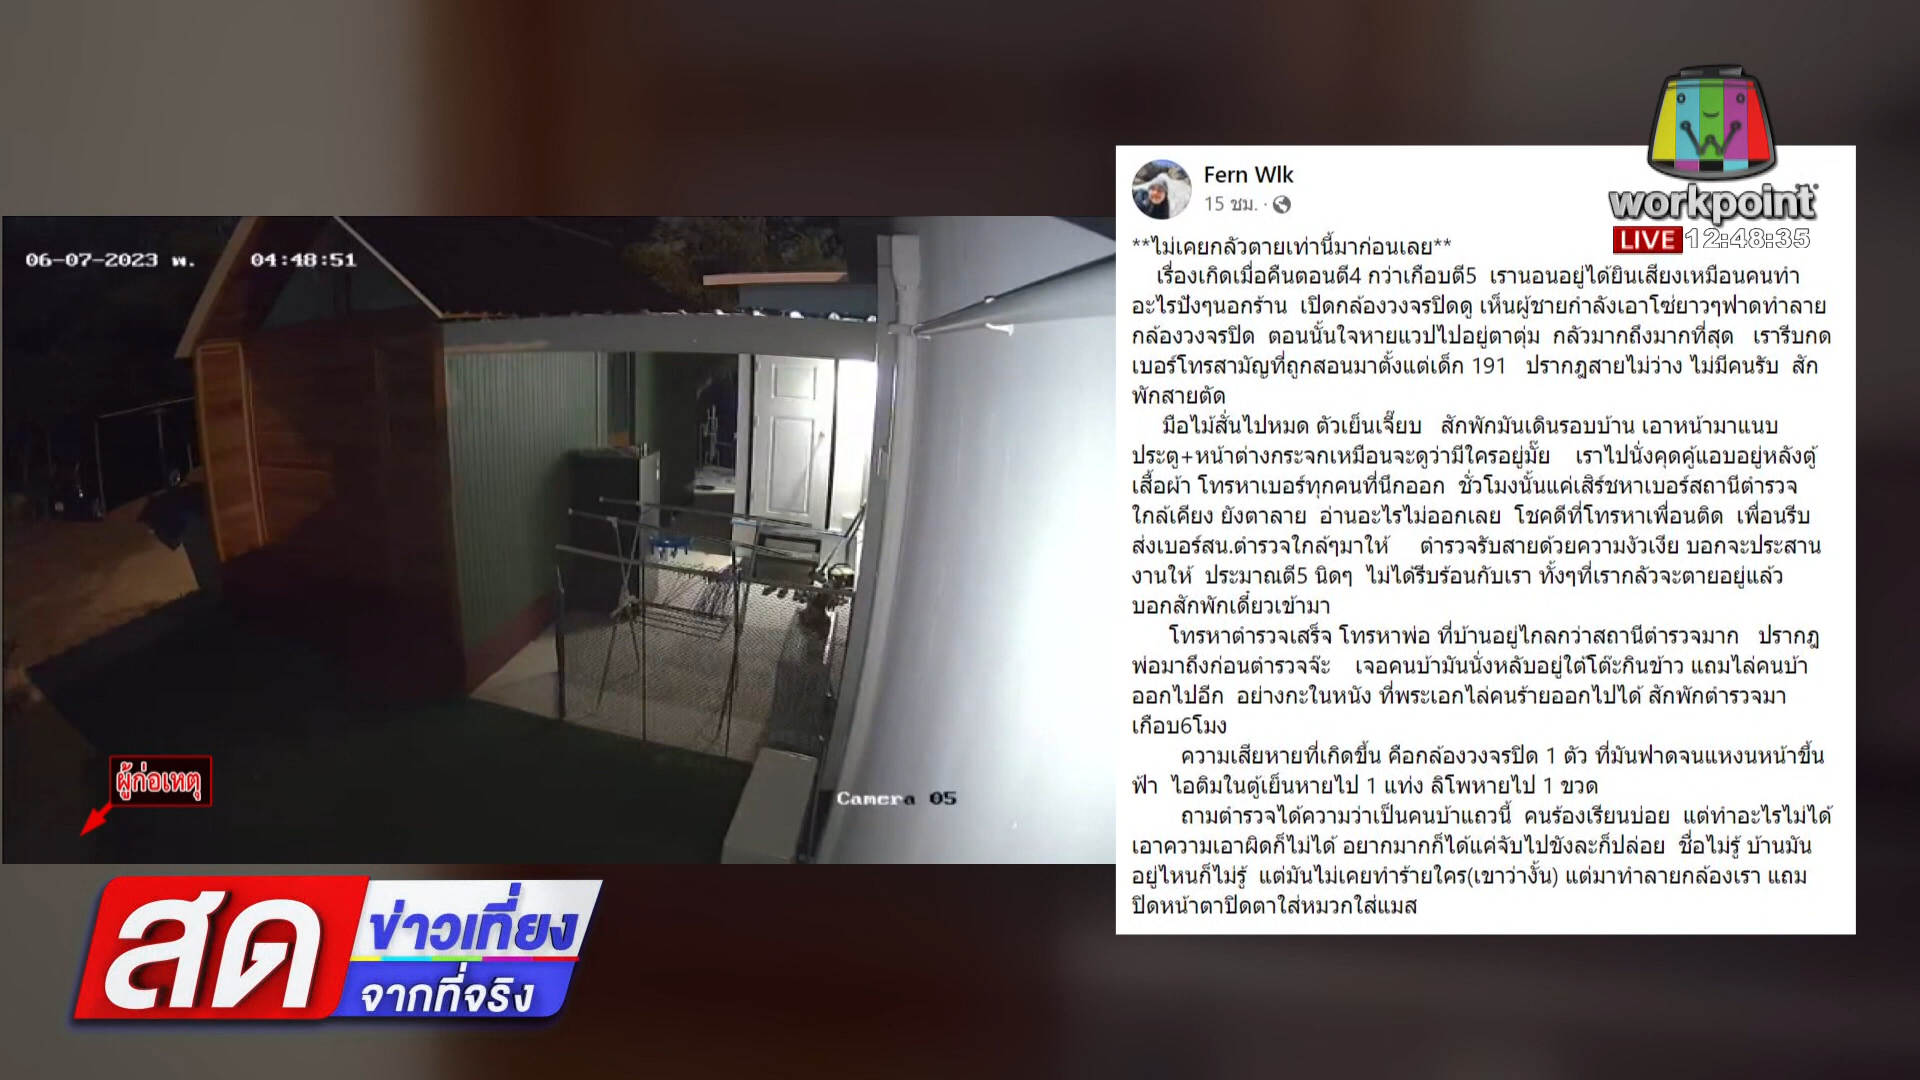 workpoint
LIVE 12:48:35
06-07-2023 พ. 04:48:51
Camera 05
ผู้ก่อเหตุ
Fern Wlk
15 ชม. ·
**ไม่เคยกลัวตายเท่านี้มาก่อนเลย**
เรื่องเกิดเมื่อคืนตอนตี4 กว่าเกือบตี5 เรานอนอยู่ได้ยินเสียงเหมือนคนทำ
อะไรปังๆนอกร้าน เปิดกล้องวงจรปิดดู เห็นผู้ชายกำลังเอาโซ่ยาวๆฟาดทำลาย
กล้องวงจรปิด ตอนนั้นใจหายแวปไปอยู่ตาตุ่ม กลัวมากถึงมากที่สุด เรารีบกด
เบอร์โทรสามัญที่ถูกสอนมาตั้งแต่เด็ก 191 ปรากฎสายไม่ว่าง ไม่มีคนรับ สัก
พักสายตัด
มือไม้สั่นไปหมด ตัวเย็นเจี๊ยบ สักพักมันเดินรอบบ้าน เอาหน้ามาแนบ
ประตู+หน้าต่างกระจกเหมือนจะดูว่ามีใครอยู่มั๊ย เราไปนั่งคุดคู้แอบอยู่หลังตู้
เสื้อผ้า โทรหาเบอร์ทุกคนที่นึกออก ชั่วโมงนั้นแค่เสิร์ชหาเบอร์สถานีตำรวจ
ใกล้เคียง ยังตาลาย อ่านอะไรไม่ออกเลย โชคดีที่โทรหาเพื่อนติด เพื่อนรีบ
ส่งเบอร์สน.ตำรวจใกล้ๆมาให้ ตำรวจรับสายด้วยความงัวเงีย บอกจะประสาน
งานให้ ประมาณตี5 นิดๆ ไม่ได้รีบร้อนกับเรา ทั้งๆที่เรากลัวจะตายอยู่แล้ว
บอกสักพักเดี๋ยวเข้ามา
โทรหาตำรวจเสร็จ โทรหาพ่อ ที่บ้านอยู่ไกลกว่าสถานีตำรวจมาก ปรากฎ
พ่อมาถึงก่อนตำรวจจ๊ะ เจอคนบ้ามันนั่งหลับอยู่ใต้โต๊ะกินข้าว แถมไล่คนบ้า
ออกไปอีก อย่างกะในหนัง ที่พระเอกไล่คนร้ายออกไปได้ สักพักตำรวจมา
เกือบ6โมง
ความเสียหายที่เกิดขึ้น คือกล้องวงจรปิด 1 ตัว ที่มันฟาดจนแหงนหน้าขึ้น
ฟ้า ไอติมในตู้เย็นหายไป 1 แท่ง ลิโพหายไป 1 ขวด
ถามตำรวจได้ความว่าเป็นคนบ้าแถวนี้ คนร้องเรียนบ่อย แต่ทำอะไรไม่ได้
เอาความเอาผิดก็ไม่ได้ อยากมากก็ได้แค่จับไปขังละก็ปล่อย ชื่อไม่รู้ บ้านมัน
อยู่ไหนก็ไม่รู้ แต่มันไม่เคยทำร้ายใคร(เขาว่างั้น) แต่มาทำลายกล้องเรา แถม
ปิดหน้าตาปิดตาใส่หมวกใส่แมส
สด
ข่าวเที่ยง
จากที่จริง